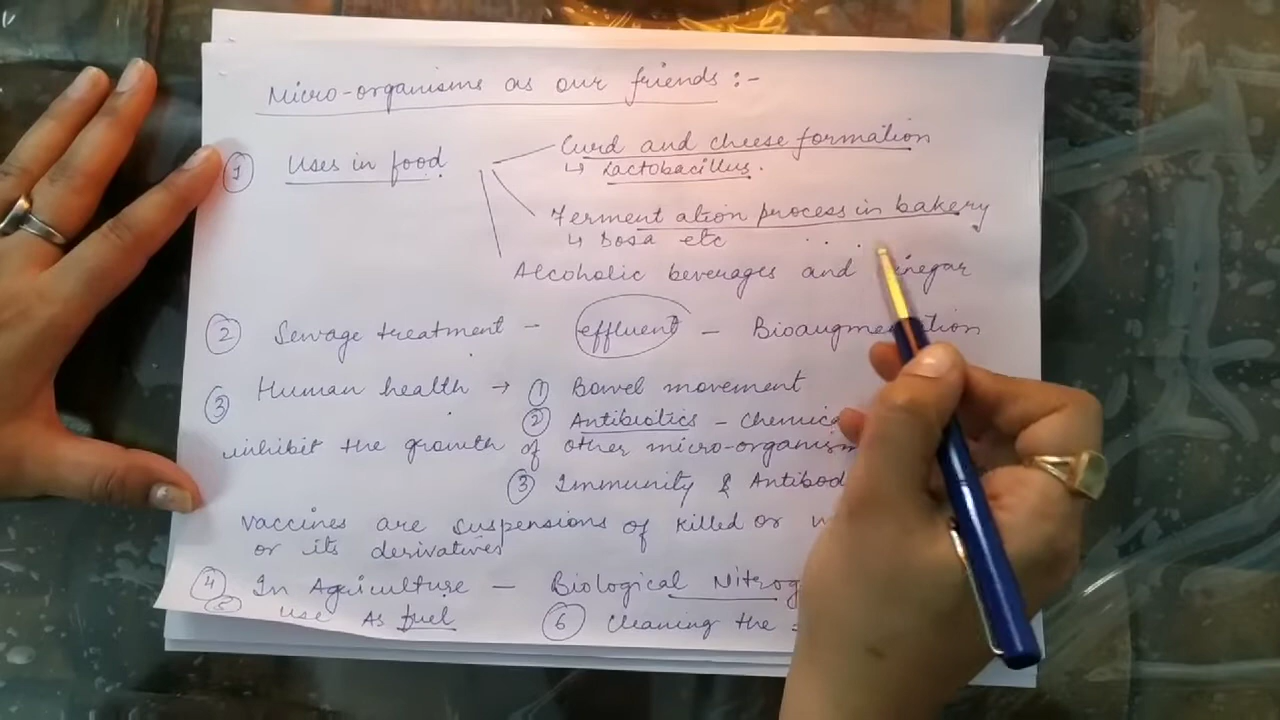 Micro-organisms as our friends :-
① Uses in food
Curd and cheese formation
↳ Lactobacillus.
Fermentation process in bakery
↳ Dosa etc
Alcoholic beverages and
② Sewage treatment - effluent - Bioaugmen
③ Human health → ① Bowel movement
② Antibiotics - Chemica
inhibit the growth of other micro-organism
③ Immunity & Antibod
Vaccines are suspensions of killed or
or its derivatives
④ In Agriculture - Biological Nitrog
⑤ Use As fuel ⑥ Cleaning the